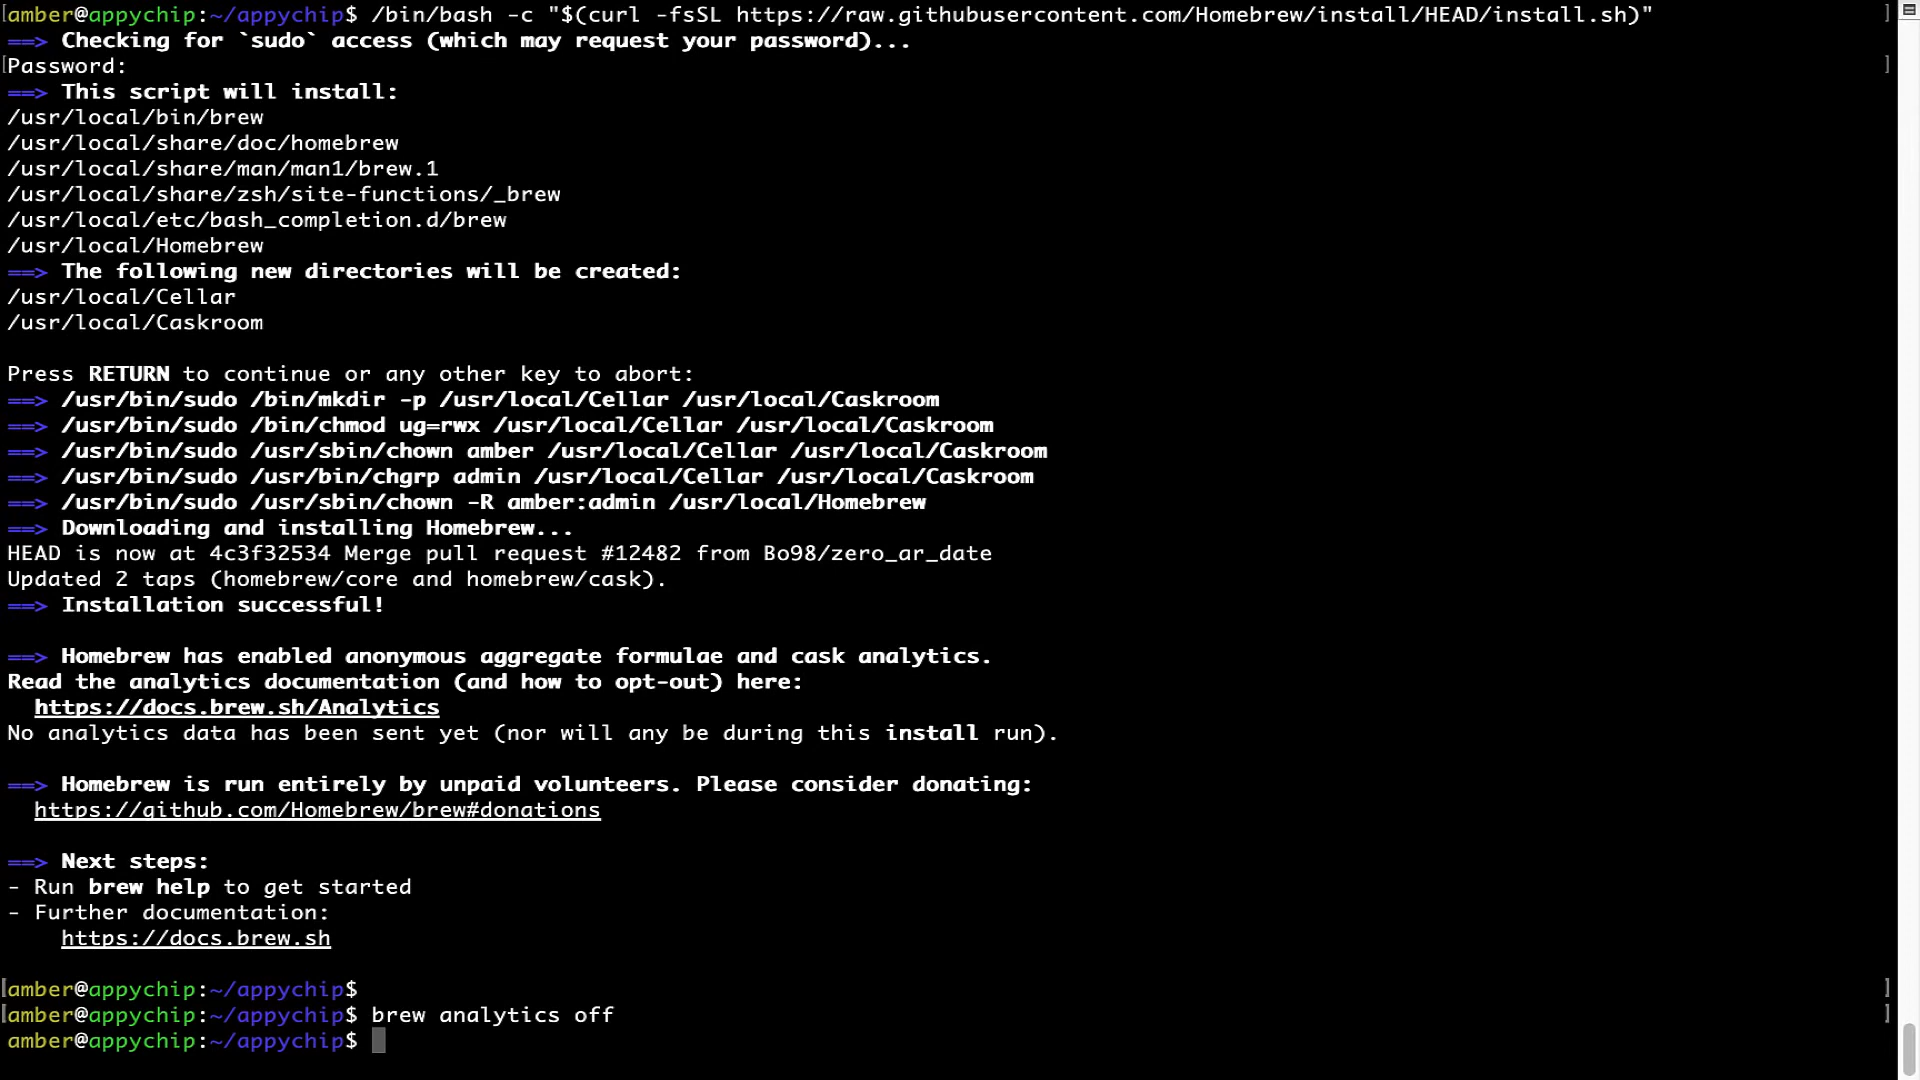 amber@appychip:~/appychip$ /bin/bash -c "$(curl -fsSL https://raw.githubusercontent.com/Homebrew/install/HEAD/install.sh)"
==> Checking for `sudo` access (which may request your password)...
Password:
==> This script will install:
/usr/local/bin/brew
/usr/local/share/doc/homebrew
/usr/local/share/man/man1/brew.1
/usr/local/share/zsh/site-functions/_brew
/usr/local/etc/bash_completion.d/brew
/usr/local/Homebrew
==> The following new directories will be created:
/usr/local/Cellar
/usr/local/Caskroom
Press RETURN to continue or any other key to abort:
==> /usr/bin/sudo /bin/mkdir -p /usr/local/Cellar /usr/local/Caskroom
==> /usr/bin/sudo /bin/chmod ug=rwx /usr/local/Cellar /usr/local/Caskroom
==> /usr/bin/sudo /usr/sbin/chown amber /usr/local/Cellar /usr/local/Caskroom
==> /usr/bin/sudo /usr/bin/chgrp admin /usr/local/Cellar /usr/local/Caskroom
==> /usr/bin/sudo /usr/sbin/chown -R amber:admin /usr/local/Homebrew
==> Downloading and installing Homebrew...
HEAD is now at 4c3f32534 Merge pull request #12482 from Bo98/zero_ar_date
Updated 2 taps (homebrew/core and homebrew/cask).
==> Installation successful!
==> Homebrew has enabled anonymous aggregate formulae and cask analytics.
Read the analytics documentation (and how to opt-out) here:
https://docs.brew.sh/Analytics
No analytics data has been sent yet (nor will any be during this install run).
==> Homebrew is run entirely by unpaid volunteers. Please consider donating:
https://github.com/Homebrew/brew#donations
==> Next steps:
- Run brew help to get started
- Further documentation:
https://docs.brew.sh
amber@appychip:~/appychip$
amber@appychip:~/appychip$ brew analytics off
amber@appychip:~/appychip$